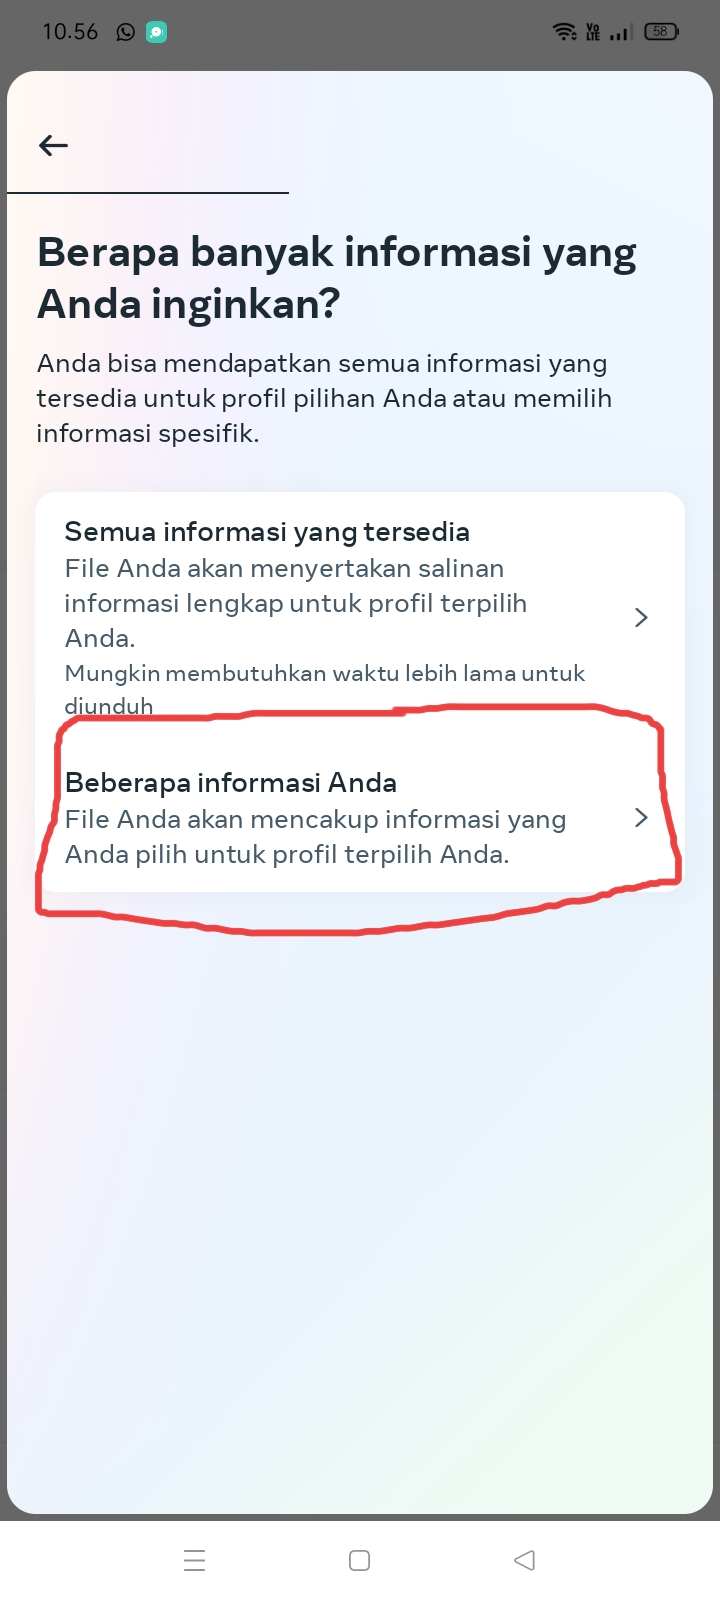 10.56
VO
LTE
58
Berapa banyak informasi yang
Anda inginkan?
Anda bisa mendapatkan semua informasi yang
tersedia untuk profil pilihan Anda atau memilih
informasi spesifik.
Semua informasi yang tersedia
File Anda akan menyertakan salinan
informasi lengkap untuk profil terpilih
Anda.
Mungkin membutuhkan waktu lebih lama untuk
diunduh
Beberapa informasi Anda
File Anda akan mencakup informasi yang
Anda pilih untuk profil terpilih Anda.